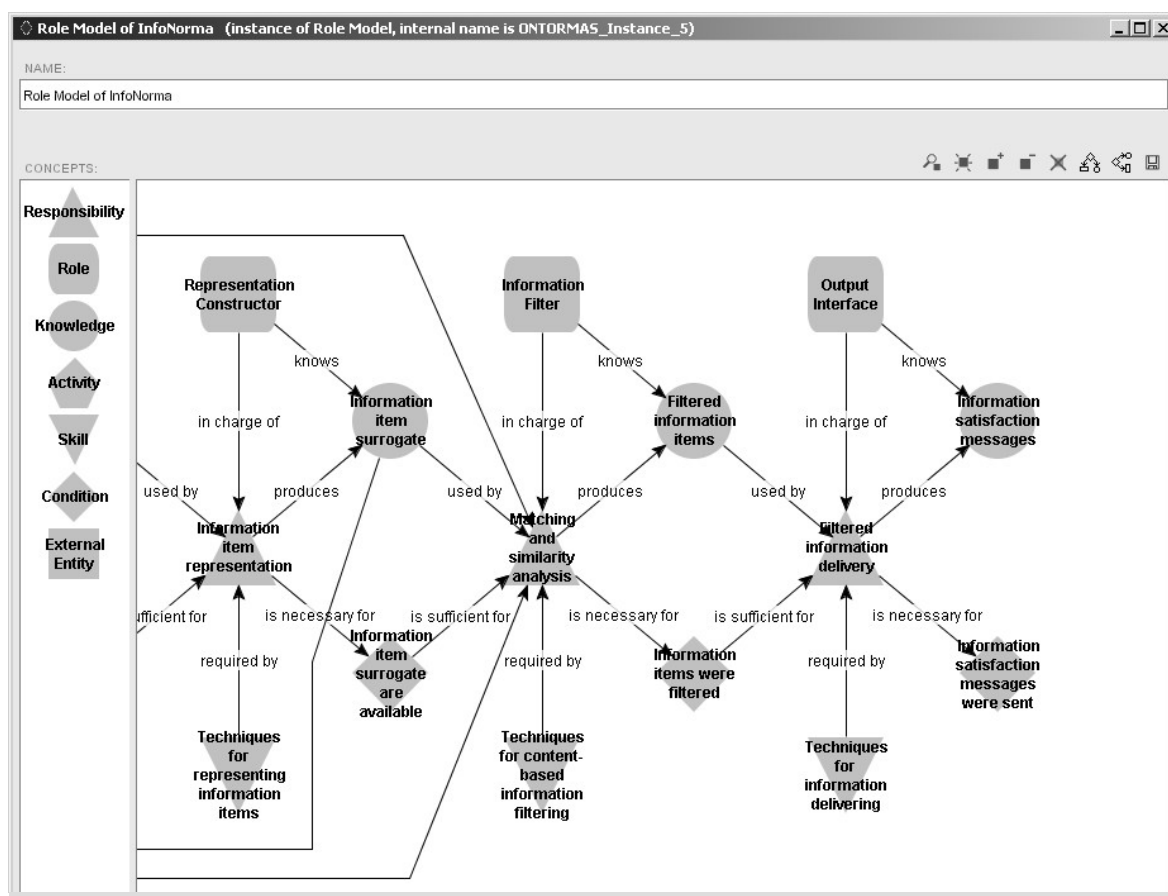 Role Model of InfoNorma (instance of Role Model, internal name is ONTORMAS_Instance_5)
NAME:
Role Model of InfoNorma
CONCEPTS:
Responsibility
Role
Knowledge
Activity
Skill
Condition
External
Entity
Representation
Constructor
Information
Filter
Output
Interface
knows
knows
knows
in charge of
Information
item
surrogate
in charge of
Filtered
information
items
in charge of
Information
satisfaction
messages
used by
produces
used by
produces
used by
produces
Information
item
representation
Matching
and
similarity
analysis
Filtered
information
delivery
ufficient for
is necessary for
is sufficient for
is necessary for
is sufficient for
is necessary for
required by
Information
item
surrogate
are
available
required by
Information
items were
filtered
required by
Information
satisfaction
messages
were sent
Techniques
for
representing
information
items
Techniques
for content-
based
information
filtering
Techniques
for
information
delivering